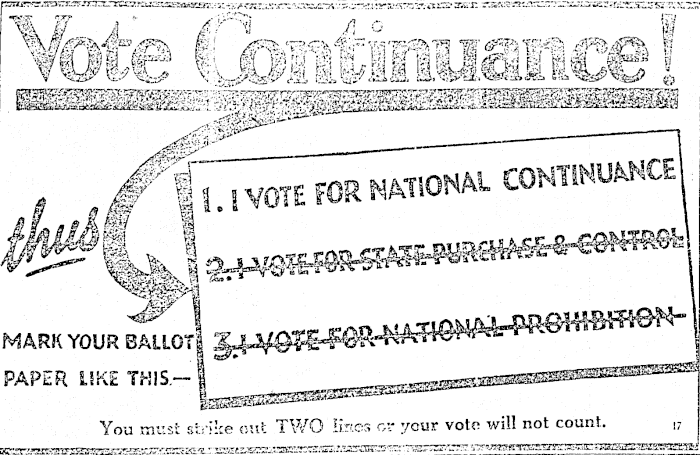 Vote Continuance!
thus
1. I VOTE FOR NATIONAL CONTINUANCE
2. I VOTE FOR STATE PURCHASE & CONTROL
3. I VOTE FOR NATIONAL PROHIBITION
MARK YOUR BALLOT
PAPER LIKE THIS.—
You must strike out TWO lines or your vote will not count.
17